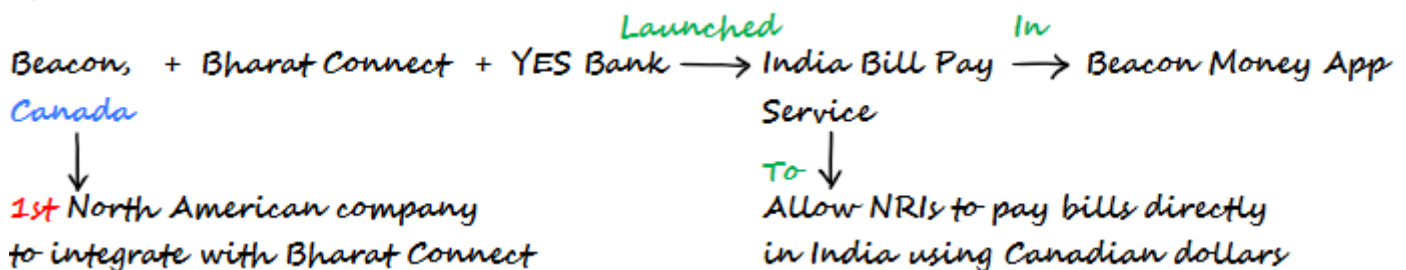 Launched In
Beacon, + Bharat Connect + YES Bank → India Bill Pay → Beacon Money App
Canada Service
To
1st North American company Allow NRIs to pay bills directly
to integrate with Bharat Connect in India using Canadian dollars